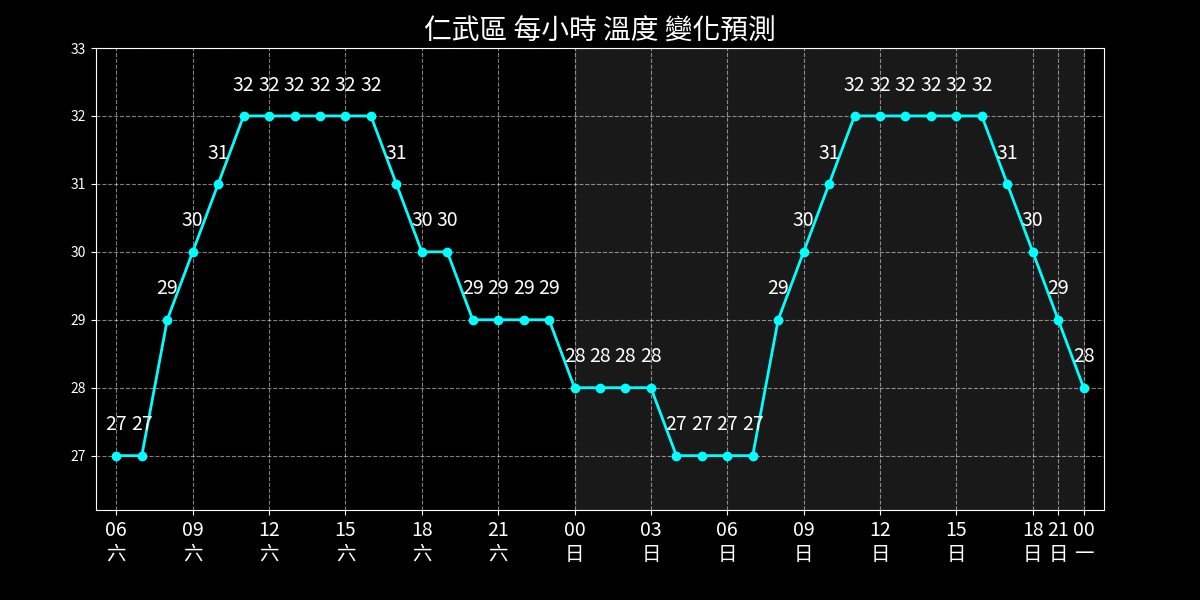 仁武區 每小時 溫度 變化預測
33
32 32 32 32 32 32 32 32 32 32 32 32
32
31 31 31 31
31
30 30 30 30 30
30
29 29 29 29 29 29 29
29
28 28 28 28 28
28
27 27 27 27 27 27
27
06 09 12 15 18 21 00 03 06 09 12 15 18 21 00
六 六 六 六 六 六 日 日 日 日 日 日 日 日 一